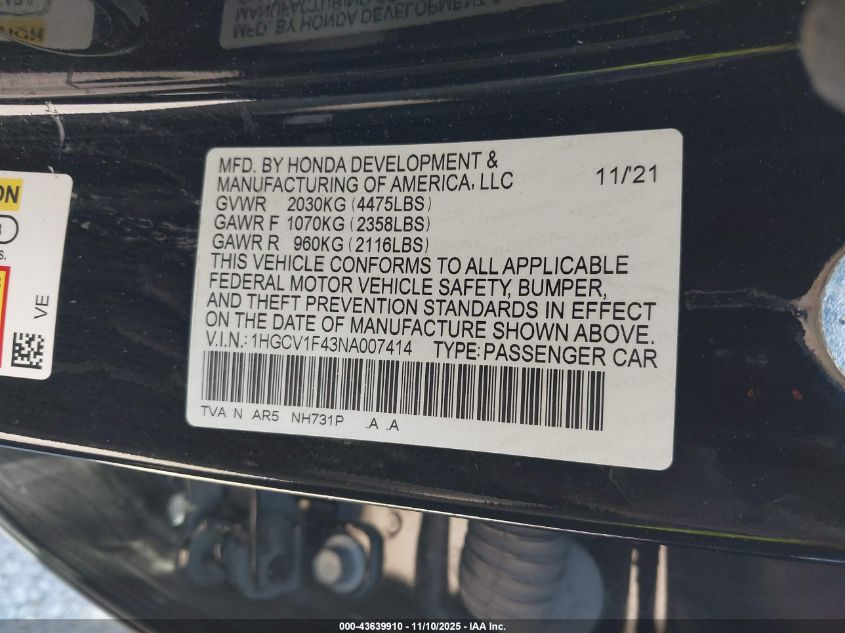 MFD. BY HONDA DEVELOPMENT &
MANUFACTURING OF AMERICA, LLC 11/'21
GVWR 2030KG (4475LBS)
GAWR F 1070KG (2358LBS)
GAWR R 960KG (2116LBS)
THIS VEHICLE CONFORMS TO ALL APPLICABLE
FEDERAL MOTOR VEHICLE SAFETY, BUMPER,
AND THEFT PREVENTION STANDARDS IN EFFECT
ON THE DATE OF MANUFACTURE SHOWN ABOVE.
V.I.N.: 1HGCV1F43NA007414 TYPE: PASSENGER CAR
TVA N AR5 NH731P .A .A
VE
000-43639910 - 11/10/2025 - IAA Inc.